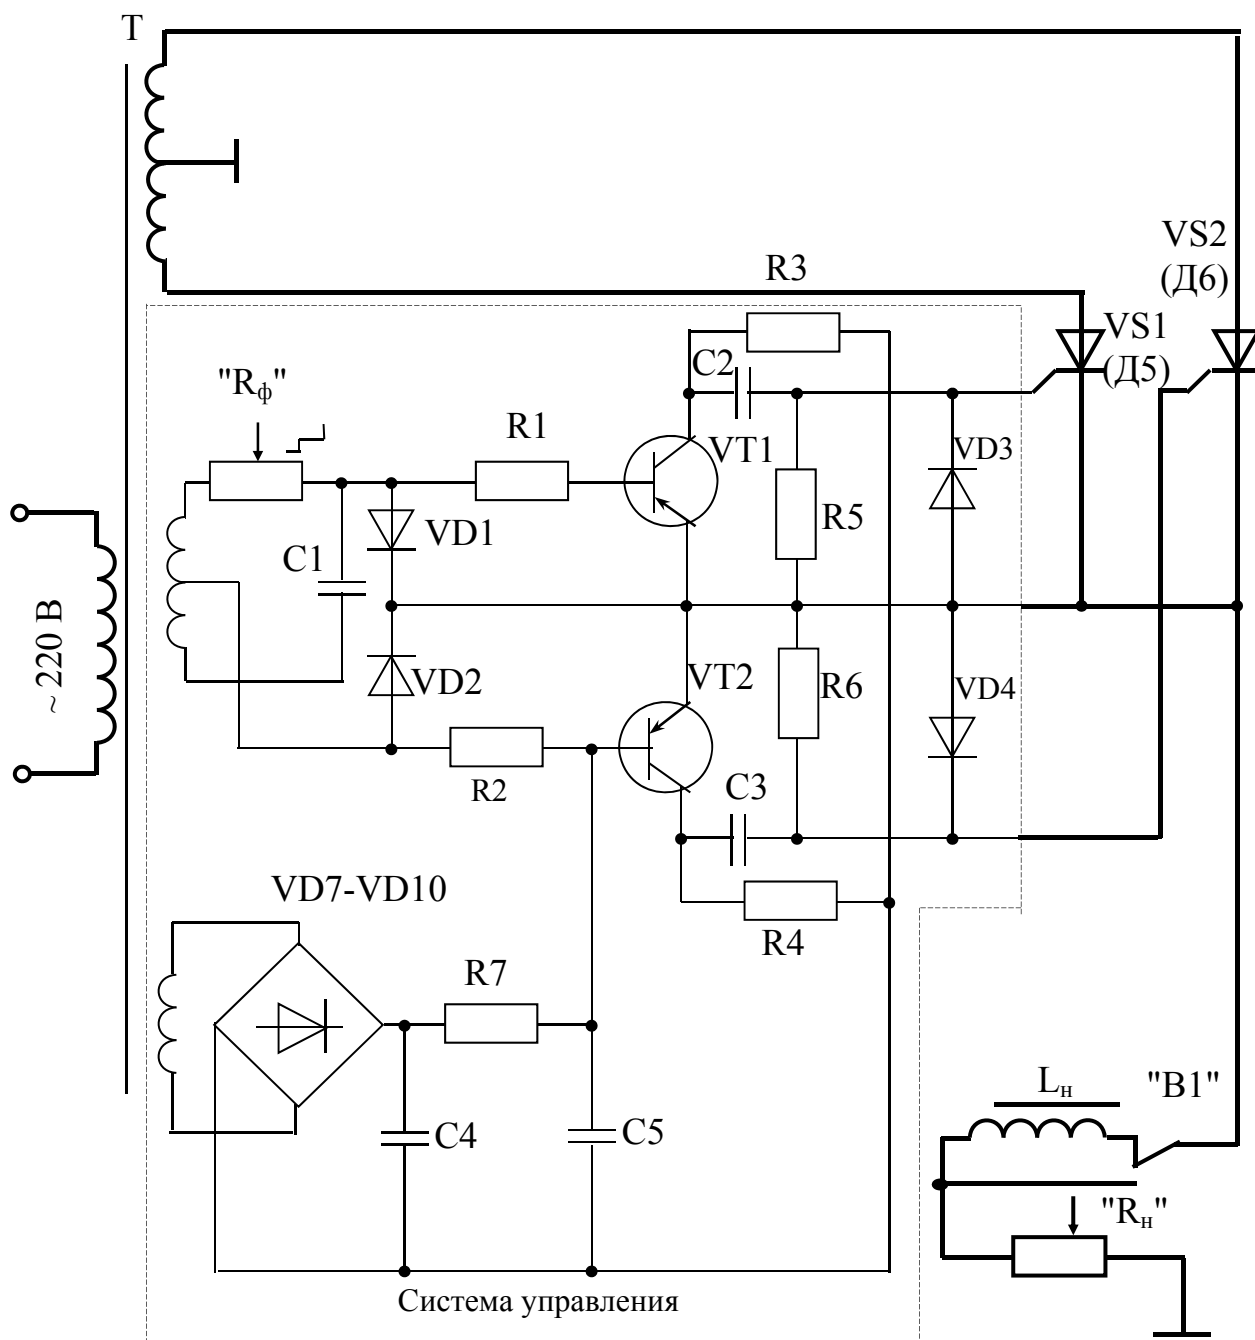 T
VS2
(Д6)
R3
VS1
(Д5)
C2
"Rф"
R1
VT1
VD3
R5
VD1
C1
~ 220 В
VD2
VT2
R6
VD4
R2
C3
VD7-VD10
R4
R7
Lн
"B1"
C4
C5
"Rн"
Система управления